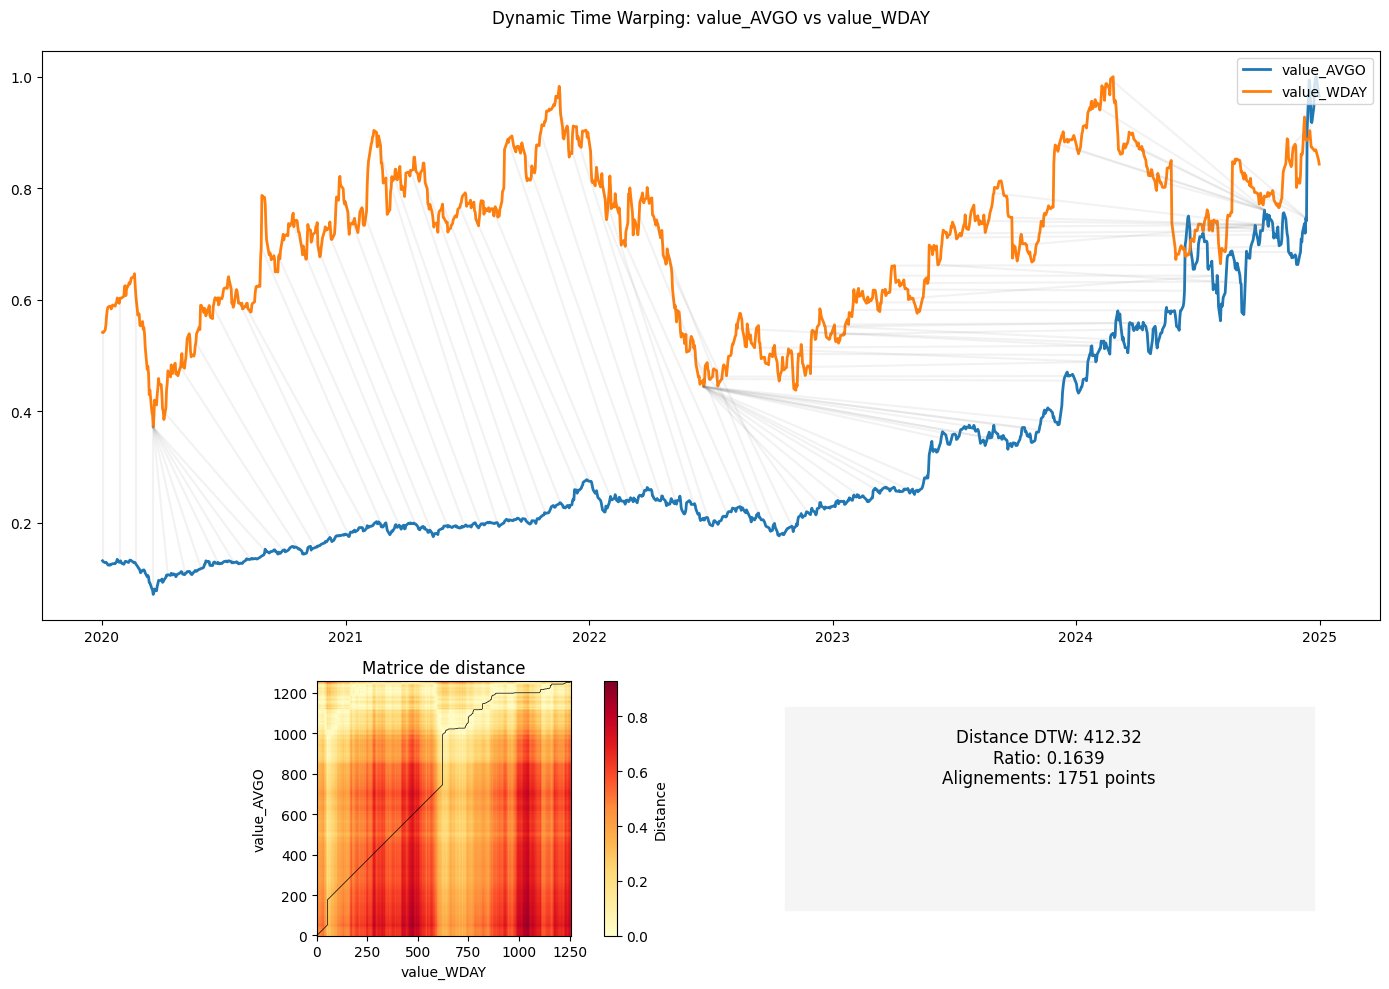 Dynamic Time Warping: value_AVGO vs value_WDAY
value_AVGO
value_WDAY
1.0
0.8
0.6
0.4
0.2
2020 2021 2022 2023 2024 2025
Matrice de distance
value_AVGO
1200
1000
800
600
400
200
0
0 250 500 750 1000 1250
value_WDAY
0.8
0.6
0.4
0.2
0.0
Distance
Distance DTW: 412.32
Ratio: 0.1639
Alignements: 1751 points